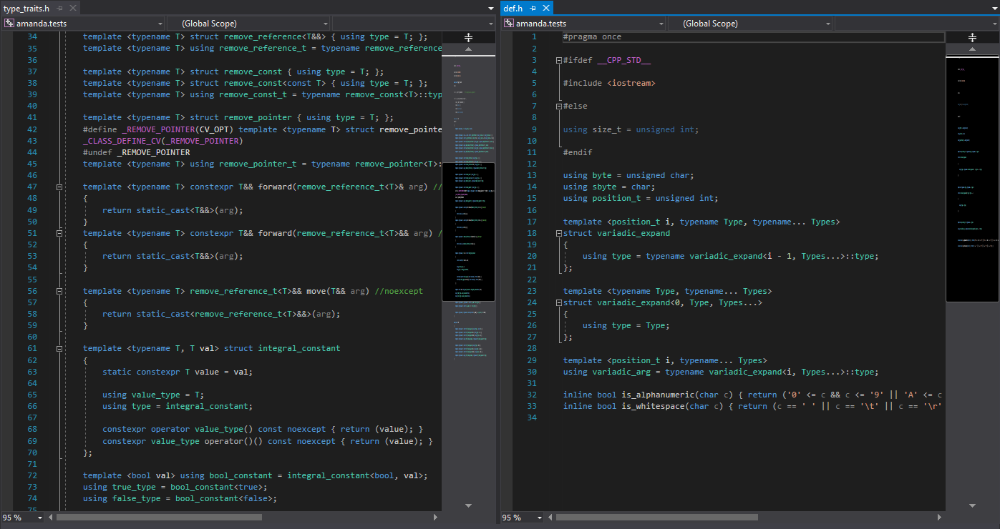 type_traits.h
amanda.tests
(Global Scope)
34 template <typename T> struct remove_reference<T&&> { using type = T; };
35 template <typename T> using remove_reference_t = typename remove_reference
36
37 template <typename T> struct remove_const { using type = T; };
38 template <typename T> struct remove_const<const T> { using type = T; };
39 template <typename T> using remove_const_t = typename remove_const<T>::typ
40
41 template <typename T> struct remove_pointer { using type = T; };
42 #define _REMOVE_POINTER(CV_OPT) template <typename T> struct remove_pointe
43 _CLASS_DEFINE_CV(_REMOVE_POINTER)
44 #undef _REMOVE_POINTER
45 template <typename T> using remove_pointer_t = typename remove_pointer<T>:
46
47 template <typename T> constexpr T&& forward(remove_reference_t<T>& arg) //
48 {
49 return static_cast<T&&>(arg);
50 }
51 template <typename T> constexpr T&& forward(remove_reference_t<T>&& arg) /
52 {
53 return static_cast<T&&>(arg);
54 }
55
56 template <typename T> remove_reference_t<T>&& move(T&& arg) //noexcept
57 {
58 return static_cast<remove_reference_t<T>&&>(arg);
59 }
60
61 template <typename T, T val> struct integral_constant
62 {
63 static constexpr T value = val;
64
65 using value_type = T;
66 using type = integral_constant;
67
68 constexpr operator value_type() const noexcept { return (value); }
69 constexpr value_type operator()() const noexcept { return (value); }
70 };
71
72 template <bool val> using bool_constant = integral_constant<bool, val>;
73 using true_type = bool_constant<true>;
74 using false_type = bool_constant<false>;
75
95 %
def.h
amanda.tests
(Global Scope)
1 #pragma once
2
3 #ifdef __CPP_STD__
4
5 #include <iostream>
6
7 #else
8
9 using size_t = unsigned int;
10
11 #endif
12
13 using byte = unsigned char;
14 using sbyte = char;
15 using position_t = unsigned int;
16
17 template <position_t i, typename Type, typename... Types>
18 struct variadic_expand
19 {
20 using type = typename variadic_expand<i - 1, Types...>::type;
21 };
22
23 template <typename Type, typename... Types>
24 struct variadic_expand<0, Type, Types...>
25 {
26 using type = Type;
27 };
28
29 template <position_t i, typename... Types>
30 using variadic_arg = typename variadic_expand<i, Types...>::type;
31
32 inline bool is_alphanumeric(char c) { return ('0' <= c && c <= '9' || 'A' <= c
33 inline bool is_whitespace(char c) { return (c == ' ' || c == '\t' || c == '\r'
34
95 %